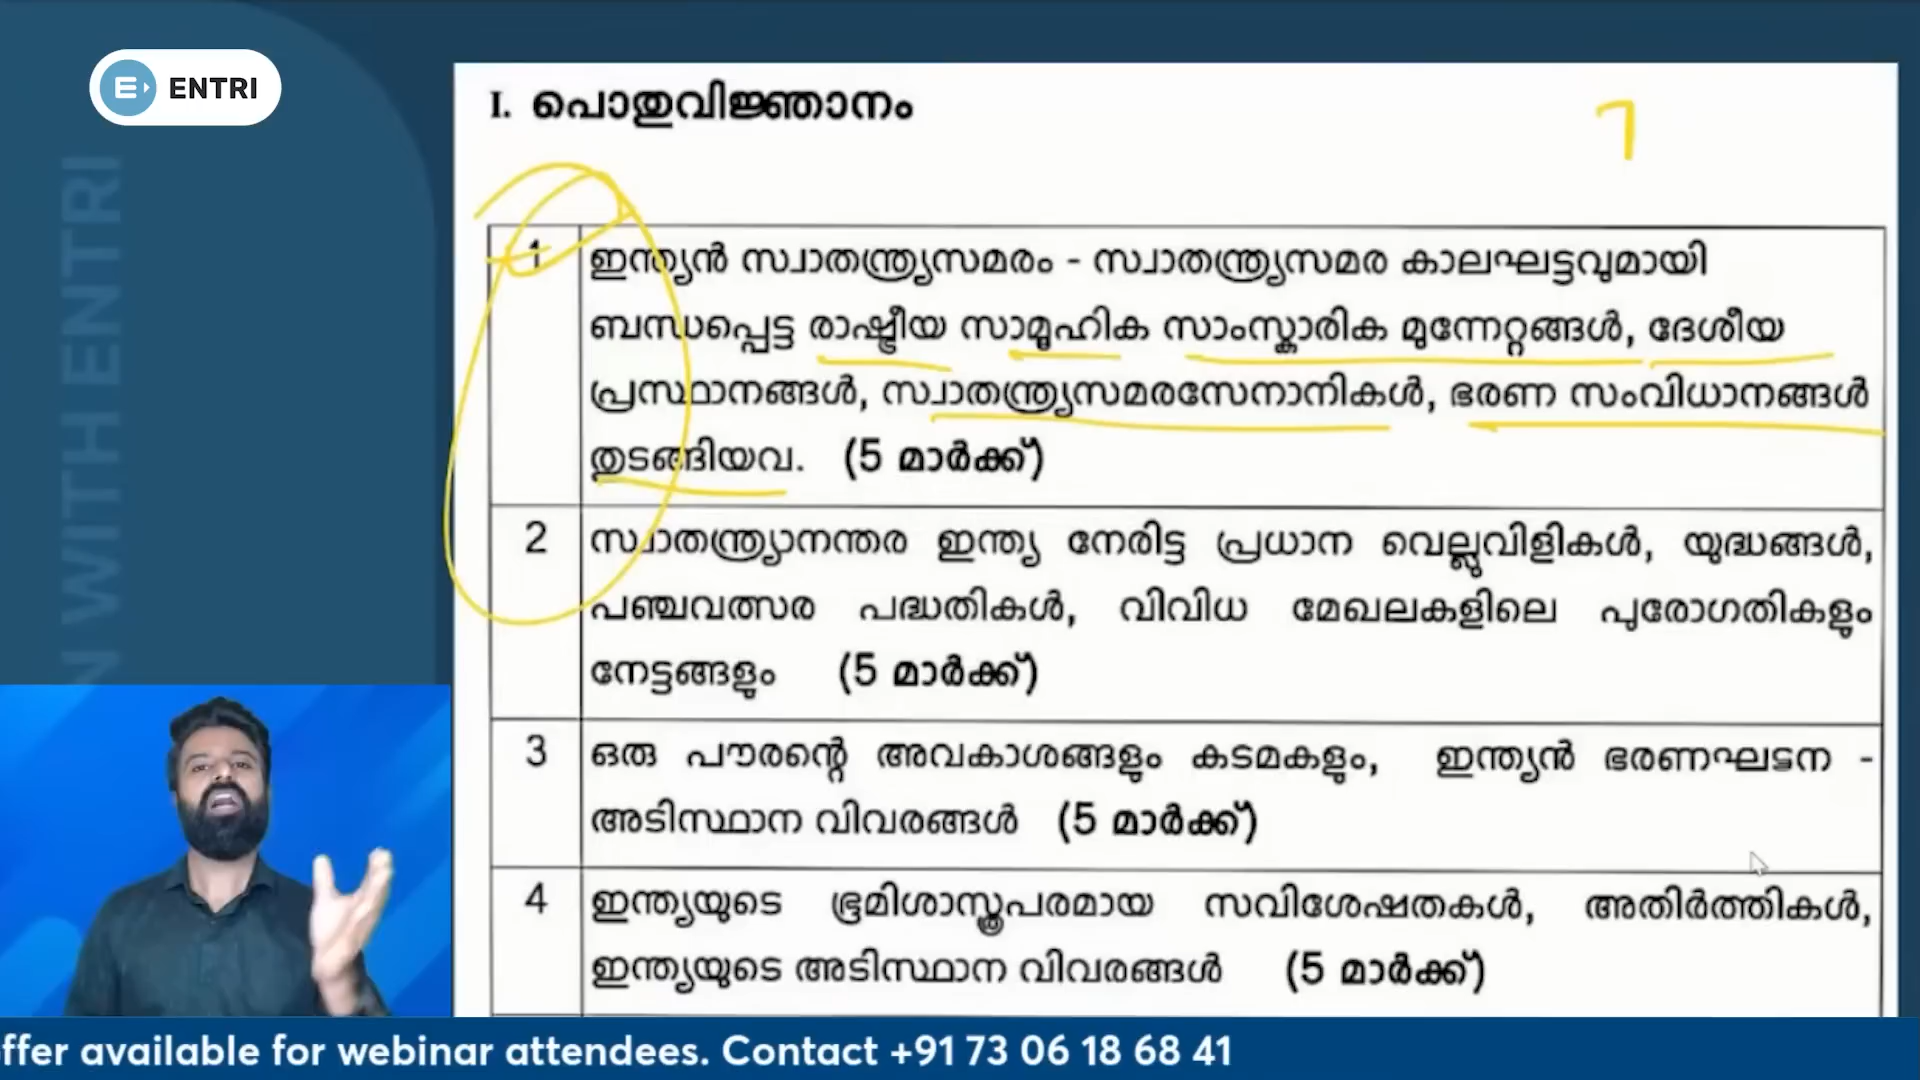 ENTRI
N WITH ENTRI
I. പൊതുവിജ്ഞാനം
1
ഇന്ത്യൻ സ്വാതന്ത്ര്യസമരം - സ്വാതന്ത്ര്യസമര കാലഘട്ടവുമായി
ബന്ധപ്പെട്ട രാഷ്ട്രീയ സാമൂഹിക സാംസ്കാരിക മുന്നേറ്റങ്ങൾ, ദേശീയ
പ്രസ്ഥാനങ്ങൾ, സ്വാതന്ത്ര്യസമരസേനാനികൾ, ഭരണ സംവിധാനങ്ങൾ
തുടങ്ങിയവ. (5 മാർക്ക്)
2 സ്വാതന്ത്ര്യാനന്തര ഇന്ത്യ നേരിട്ട പ്രധാന വെല്ലുവിളികൾ, യുദ്ധങ്ങൾ,
പഞ്ചവത്സര പദ്ധതികൾ, വിവിധ മേഖലകളിലെ പുരോഗതികളും
നേട്ടങ്ങളും (5 മാർക്ക്)
3 ഒരു പൗരന്റെ അവകാശങ്ങളും കടമകളും, ഇന്ത്യൻ ഭരണഘടന -
അടിസ്ഥാന വിവരങ്ങൾ (5 മാർക്ക്)
4 ഇന്ത്യയുടെ ഭൂമിശാസ്ത്രപരമായ സവിശേഷതകൾ, അതിർത്തികൾ,
ഇന്ത്യയുടെ അടിസ്ഥാന വിവരങ്ങൾ (5 മാർക്ക്)
ffer available for webinar attendees. Contact +91 73 06 18 68 41